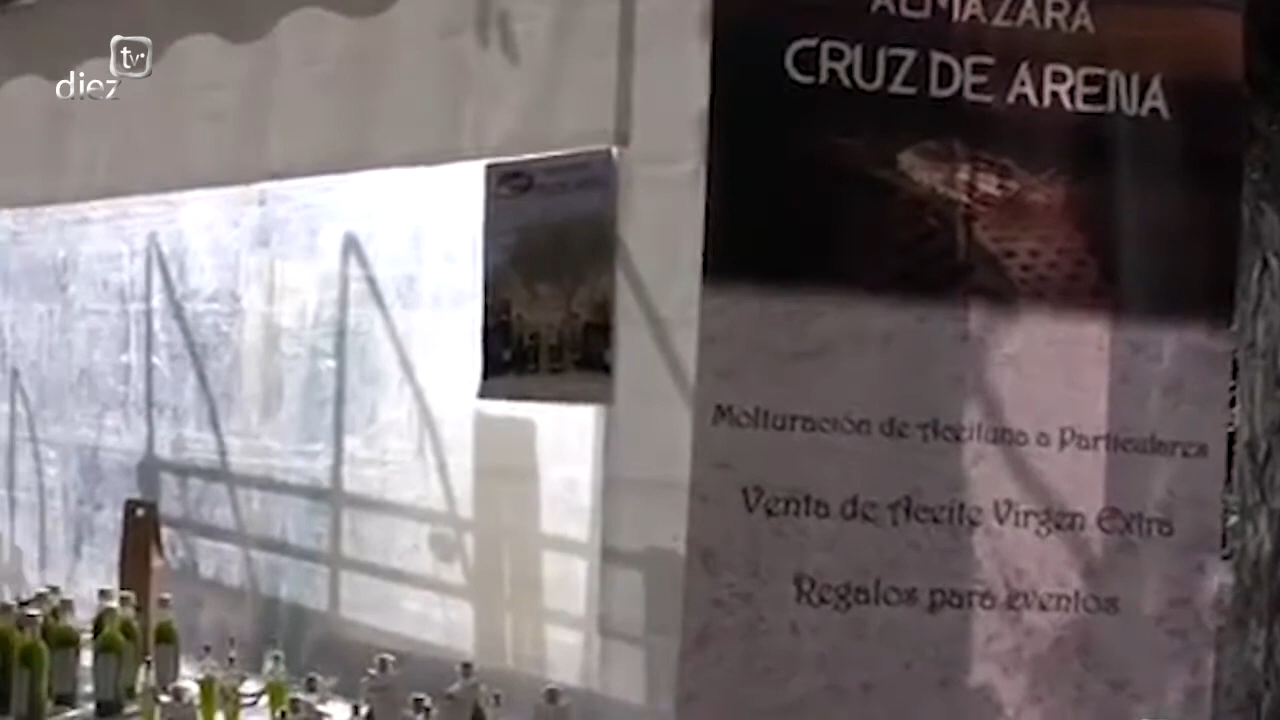 diez tv
ALMAZARA
CRUZ DE ARENA
Molturación de Aceituna a Particulares
Venta de Aceite Virgen Extra
Regalos para eventos